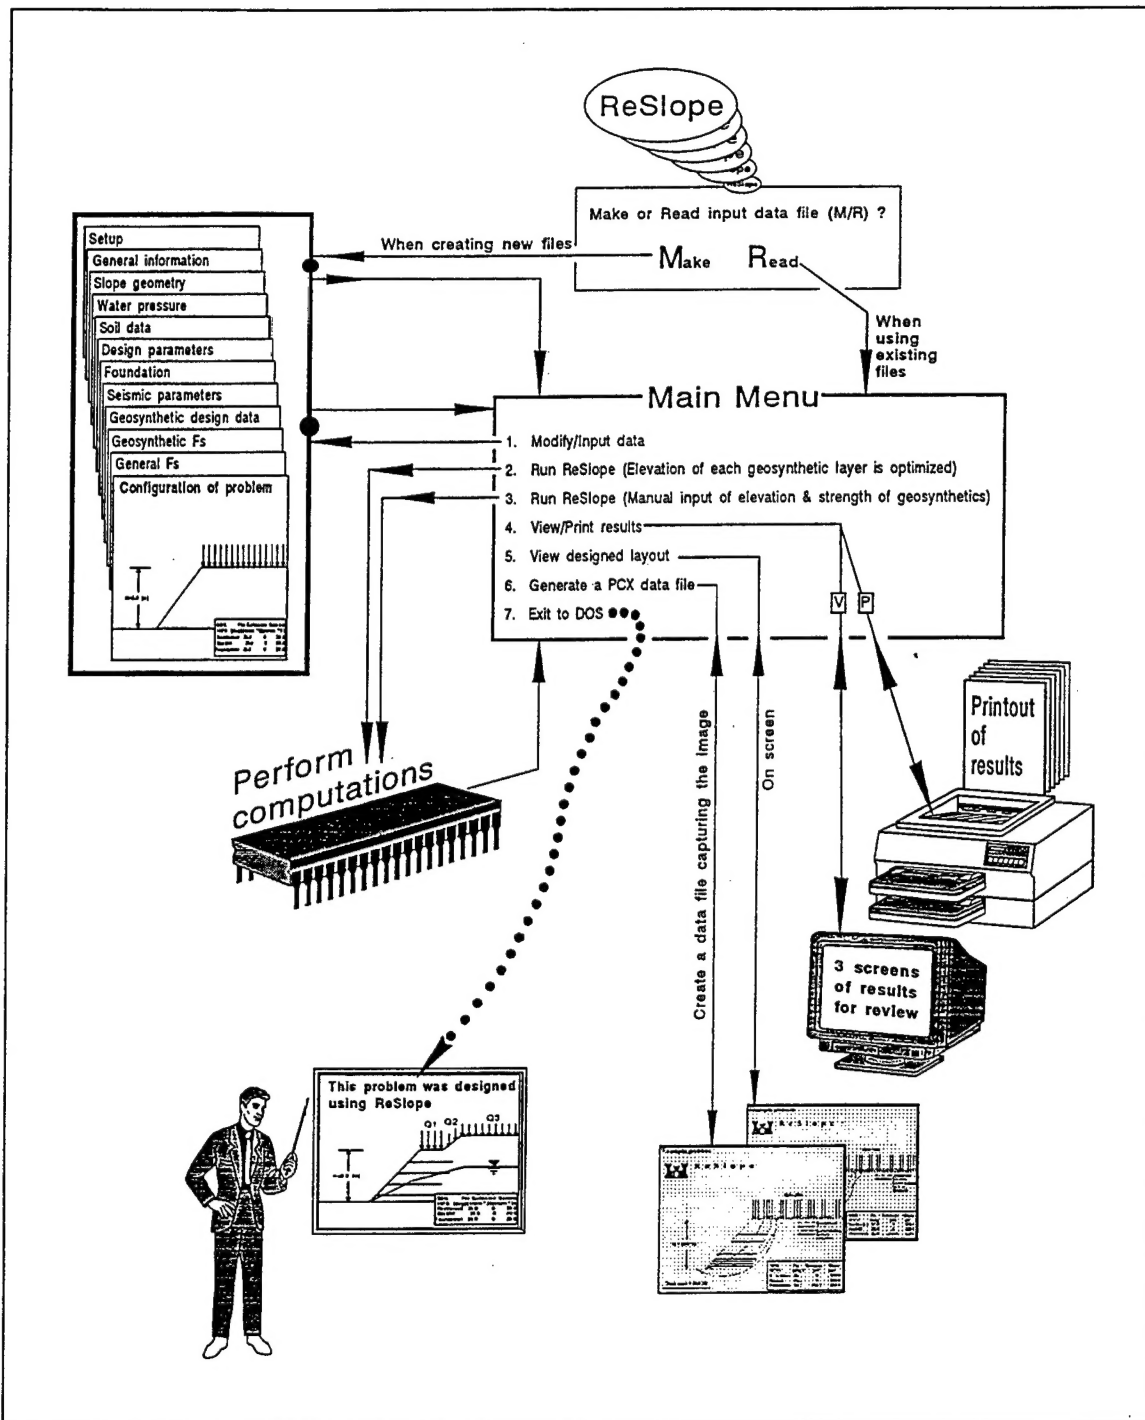 ReSlope
ReSlope
Make or Read input data file (M/R) ?
Make Read
When creating new files
When
using
existing
files
Setup
General information
Slope geometry
Water pressure
Soil data
Design parameters
Foundation
Seismic parameters
Geosynthetic design data
Geosynthetic Fs
General Fs
Configuration of problem
Main Menu
1. Modify/Input data
2. Run ReSlope (Elevation of each geosynthetic layer is optimized)
3. Run ReSlope (Manual input of elevation & strength of geosynthetics)
4. View/Print results
5. View designed layout
6. Generate a PCX data file
7. Exit to DOS
V P
Perform
computations
Create a data file capturing the image
On screen
Printout
of
results
3 screens
of results
for review
This problem was designed
using ReSlope
Q1 Q2 Q3
ReSlope
ReSlope